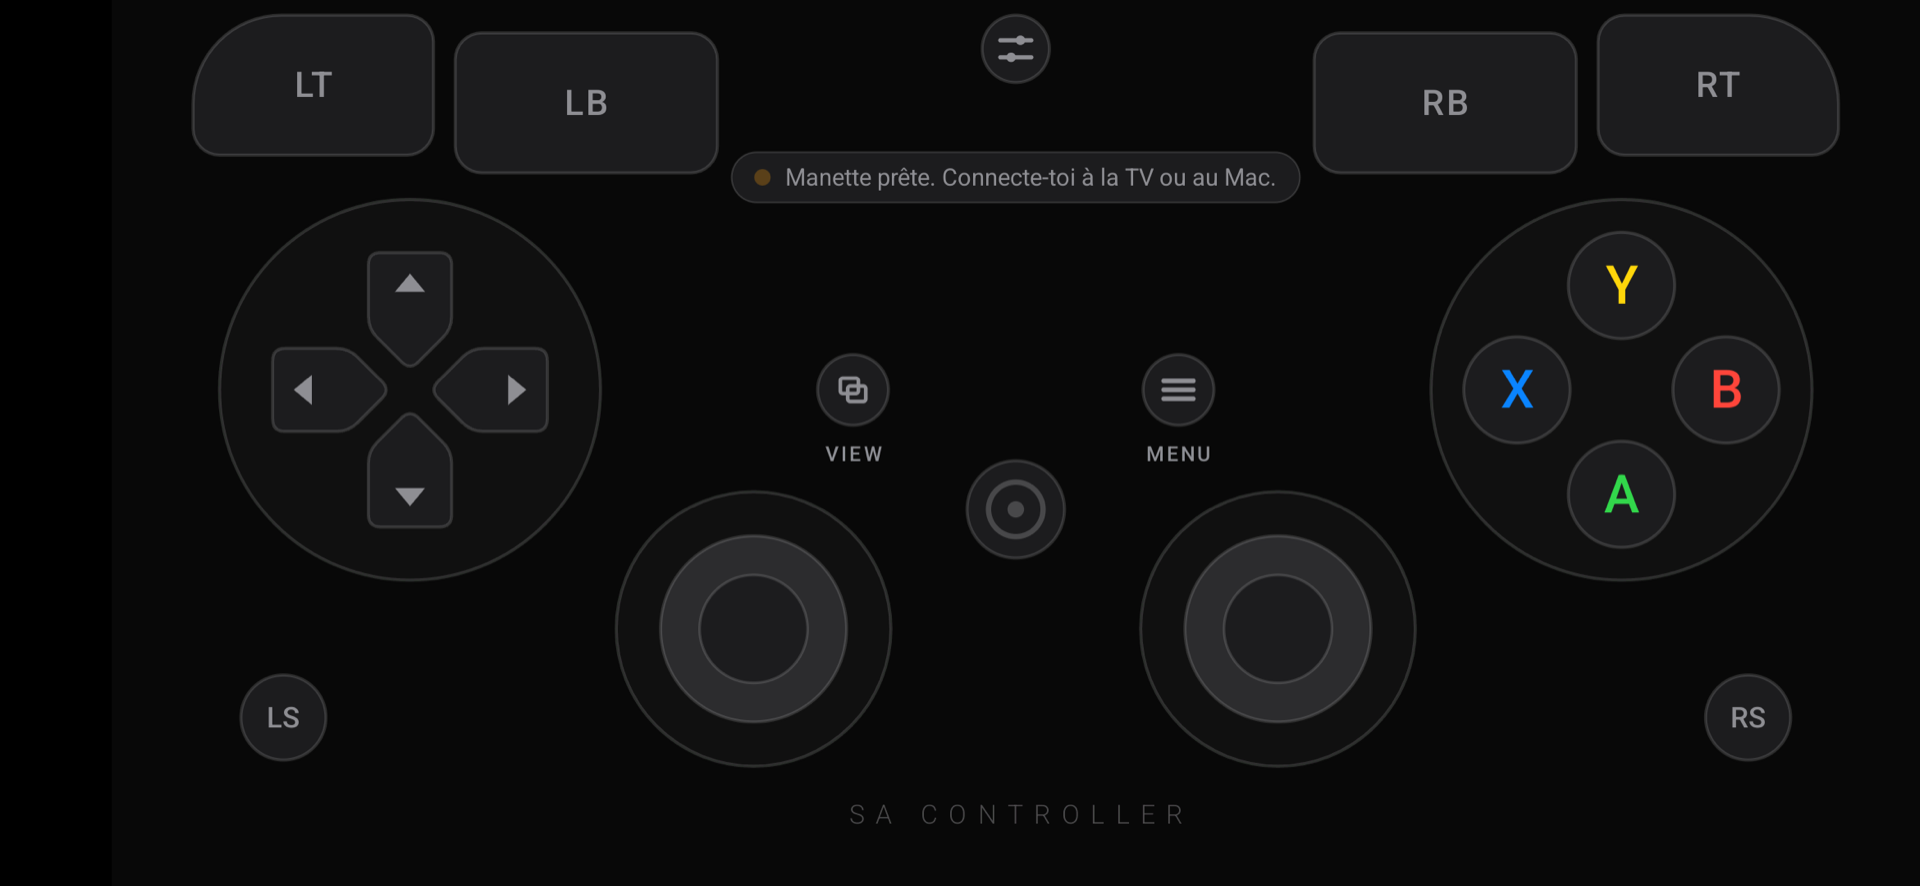 LT
LB
RB
RT
Manette prête. Connecte-toi à la TV ou au Mac.
Y
X
B
A
VIEW
MENU
LS
RS
SA CONTROLLER